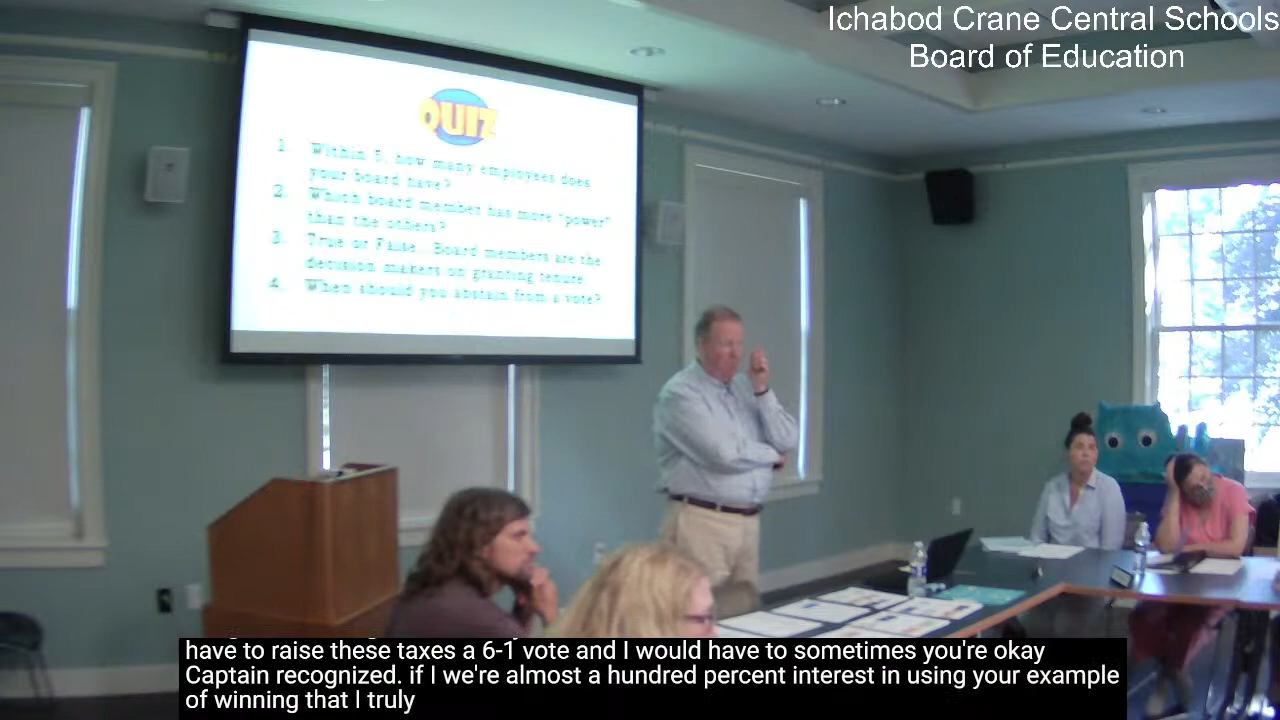 Ichabod Crane Central Schools
Board of Education
QUIZ
1. Within 5, how many employees does
your board have?
2. Which board member has more "power"
than the others?
3. True or False. Board members are the
decision makers on granting tenure.
4. When should you abstain from a vote?
have to raise these taxes a 6-1 vote and I would have to sometimes you're okay
Captain recognized. if I we're almost a hundred percent interest in using your example
of winning that I truly